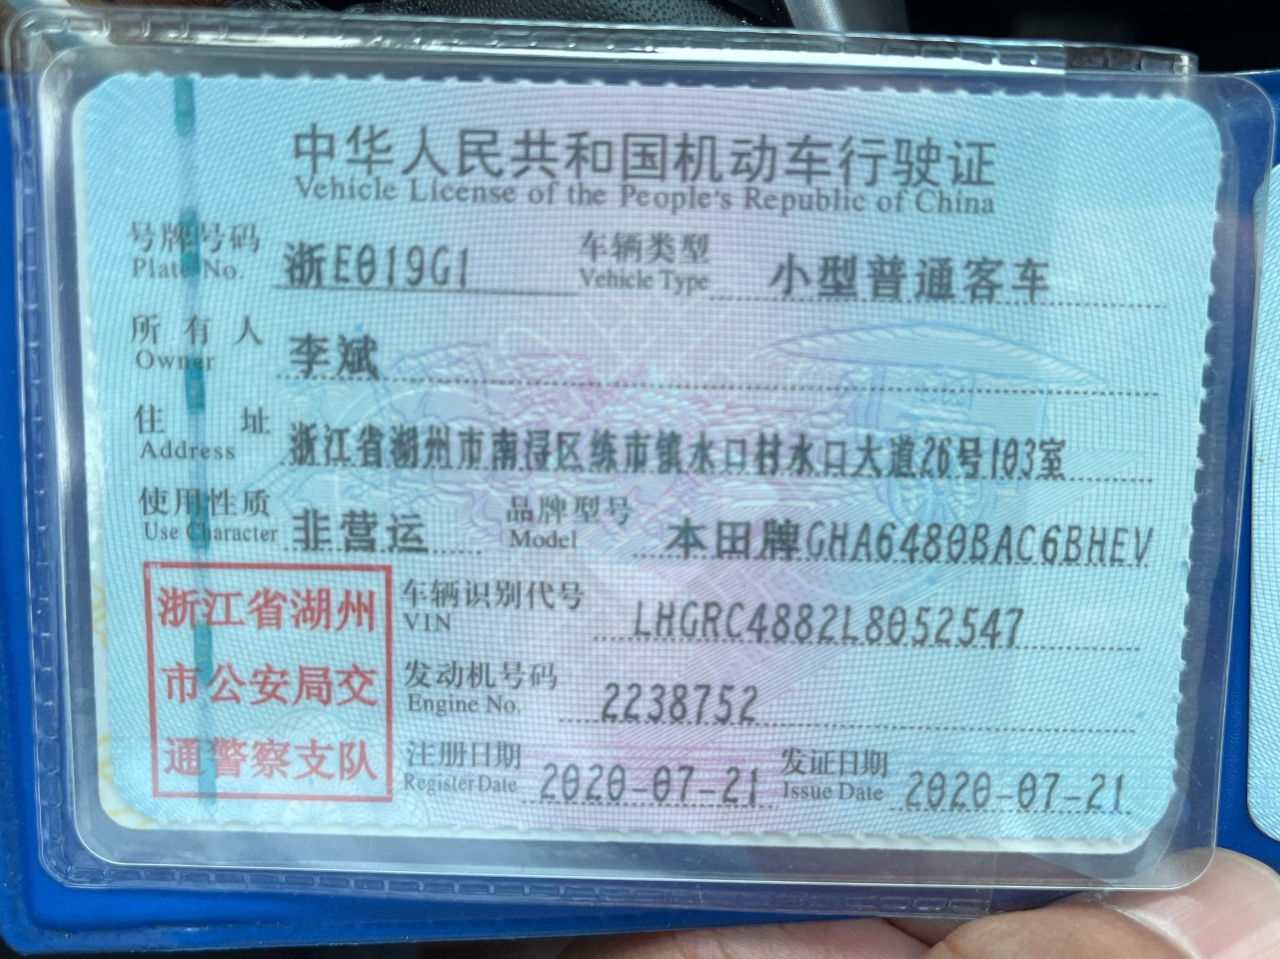 中华人民共和国机动车行驶证
Vehicle License of the People's Republic of China
号牌号码 浙E019G1 车辆类型 小型普通客车
Plate No. Vehicle Type
所有人 李斌
Owner
住址 浙江省湖州市南浔区练市镇水口村水口大道26号103室
Address
使用性质 非营运 品牌型号 本田牌GHA6480BAC6BHEV
Use Character Model
浙江省湖州
市公安局交
通警察支队
车辆识别代号 LHGRC4882L8052547
VIN
发动机号码 2238752
Engine No.
注册日期 2020-07-21 发证日期 2020-07-21
Register Date Issue Date